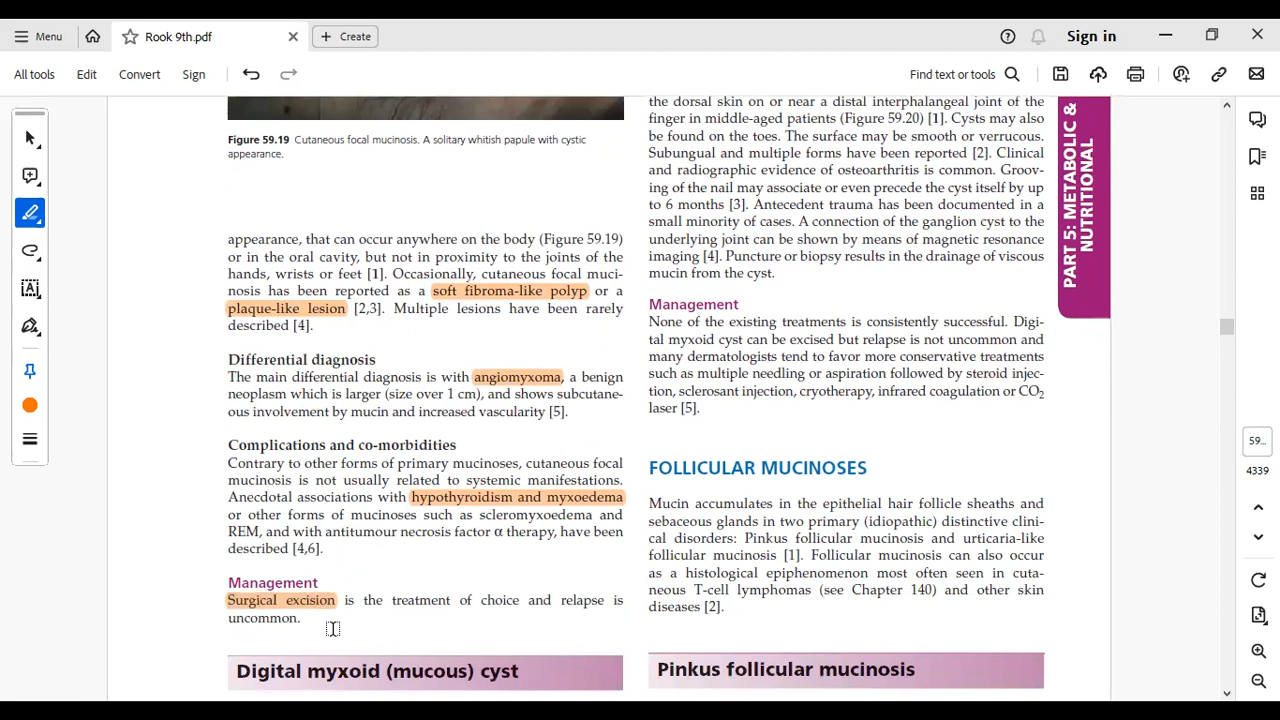 Menu
Rook 9th.pdf
Create
Sign in
All tools
Edit
Convert
Sign
Find text or tools
Figure 59.19 Cutaneous focal mucinosis. A solitary whitish papule with cystic
appearance.
appearance, that can occur anywhere on the body (Figure 59.19)
or in the oral cavity, but not in proximity to the joints of the
hands, wrists or feet [1]. Occasionally, cutaneous focal muci-
nosis has been reported as a soft fibroma-like polyp or a
plaque-like lesion [2,3]. Multiple lesions have been rarely
described [4].
Differential diagnosis
The main differential diagnosis is with angiomyxoma, a benign
neoplasm which is larger (size over 1 cm), and shows subcutane-
ous involvement by mucin and increased vascularity [5].
Complications and co-morbidities
Contrary to other forms of primary mucinoses, cutaneous focal
mucinosis is not usually related to systemic manifestations.
Anecdotal associations with hypothyroidism and myxoedema
or other forms of mucinoses such as scleromyxoedema and
REM, and with antitumour necrosis factor α therapy, have been
described [4,6].
Management
Surgical excision is the treatment of choice and relapse is
uncommon.
Digital myxoid (mucous) cyst
the dorsal skin on or near a distal interphalangeal joint of the
finger in middle-aged patients (Figure 59.20) [1]. Cysts may also
be found on the toes. The surface may be smooth or verrucous.
Subungual and multiple forms have been reported [2]. Clinical
and radiographic evidence of osteoarthritis is common. Groov-
ing of the nail may associate or even precede the cyst itself by up
to 6 months [3]. Antecedent trauma has been documented in a
small minority of cases. A connection of the ganglion cyst to the
underlying joint can be shown by means of magnetic resonance
imaging [4]. Puncture or biopsy results in the drainage of viscous
mucin from the cyst.
Management
None of the existing treatments is consistently successful. Digi-
tal myxoid cyst can be excised but relapse is not uncommon and
many dermatologists tend to favor more conservative treatments
such as multiple needling or aspiration followed by steroid injec-
tion, sclerosant injection, cryotherapy, infrared coagulation or CO2
laser [5].
FOLLICULAR MUCINOSES
Mucin accumulates in the epithelial hair follicle sheaths and
sebaceous glands in two primary (idiopathic) distinctive clini-
cal disorders: Pinkus follicular mucinosis and urticaria-like
follicular mucinosis [1]. Follicular mucinosis can also occur
as a histological epiphenomenon most often seen in cuta-
neous T-cell lymphomas (see Chapter 140) and other skin
diseases [2].
Pinkus follicular mucinosis
PART 5: METABOLIC &
NUTRITIONAL
59...
4339